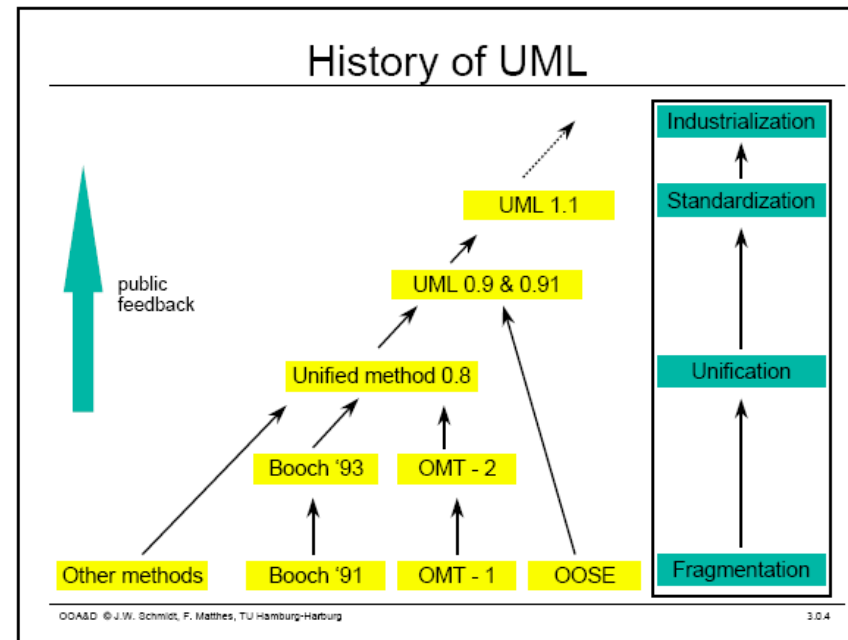 History of UML
Industrialization
UML 1.1
Standardization
public
feedback
UML 0.9 & 0.91
Unified method 0.8
Unification
Booch '93
OMT - 2
Other methods
Booch '91
OMT - 1
OOSE
Fragmentation
OOA&D © J.W. Schmidt, F. Matthes, TU Hamburg-Harburg
3.0.4